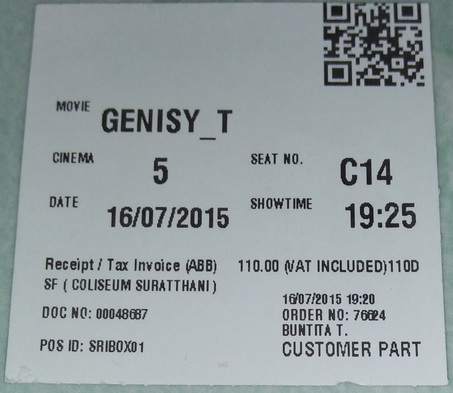 MOVIE GENISY_T
CINEMA 5 SEAT NO. C14
DATE 16/07/2015 SHOWTIME 19:25
Receipt / Tax Invoice (ABB) 110.00 (VAT INCLUDED)110D
SF ( COLISEUM SURATTHANI )
16/07/2015 19:20
DOC NO: 00048687 ORDER NO: 76624
BUNTITA T.
POS ID: SRIBOX01 CUSTOMER PART